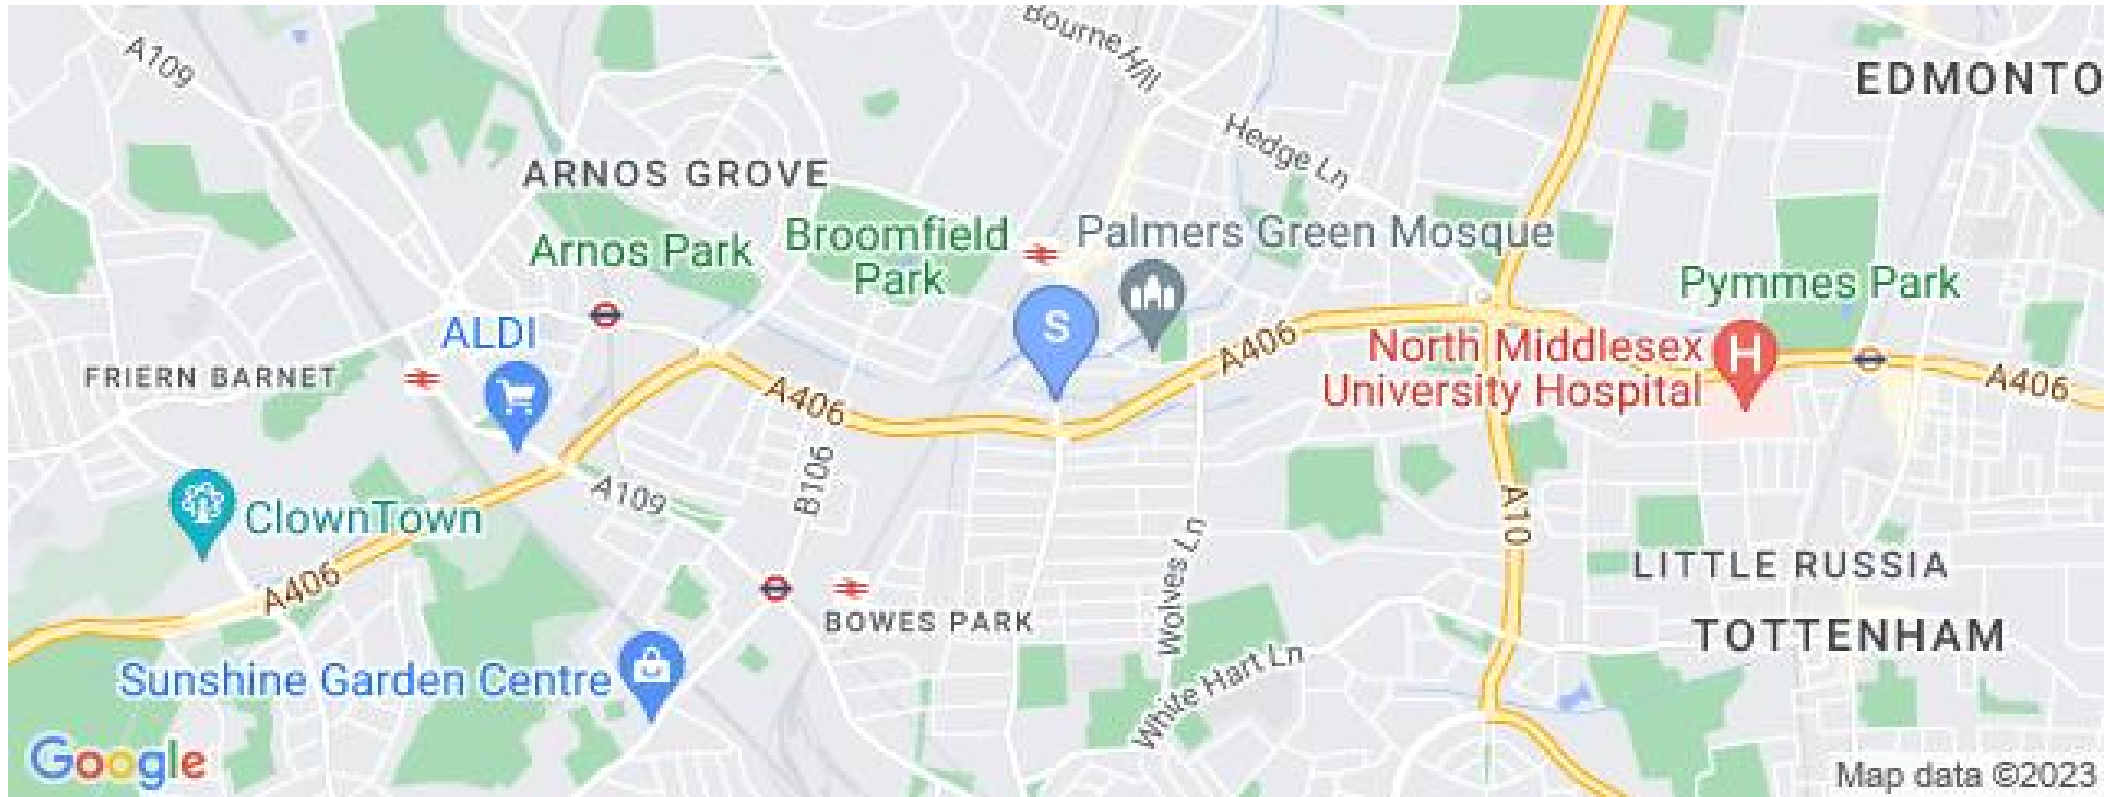 Bourne Hill
A109
EDMONTO
Hedge Ln
ARNOS GROVE
Palmers Green Mosque
Broomfield
Park
Arnos Park
Pymmes Park
S
ALDI
A406
North Middlesex
University Hospital
H
FRIERN BARNET
A406
A406
B106
A109
ClownTown
A10
Wolves Ln
LITTLE RUSSIA
A406
BOWES PARK
TOTTENHAM
White Hart Ln
Sunshine Garden Centre
Google
Map data ©2023